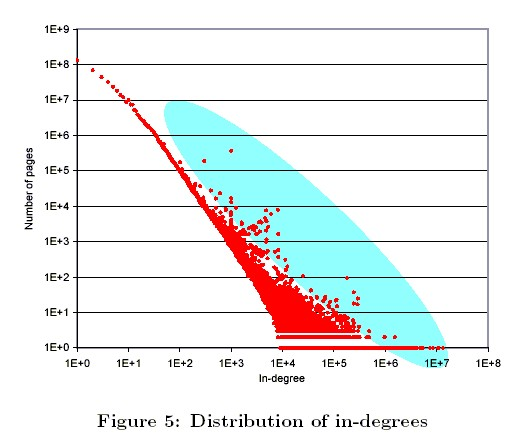 1E+9
1E+8
1E+7
1E+6
1E+5
1E+4
1E+3
1E+2
1E+1
1E+0
Number of pages
1E+0 1E+1 1E+2 1E+3 1E+4 1E+5 1E+6 1E+7 1E+8
In-degree
Figure 5: Distribution of in-degrees